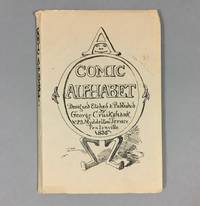 COMIC
ALPHABET
Designed Etched & Published
by
George Cruikshank
No 23 Myddelton Terrace
Pentonville
1836